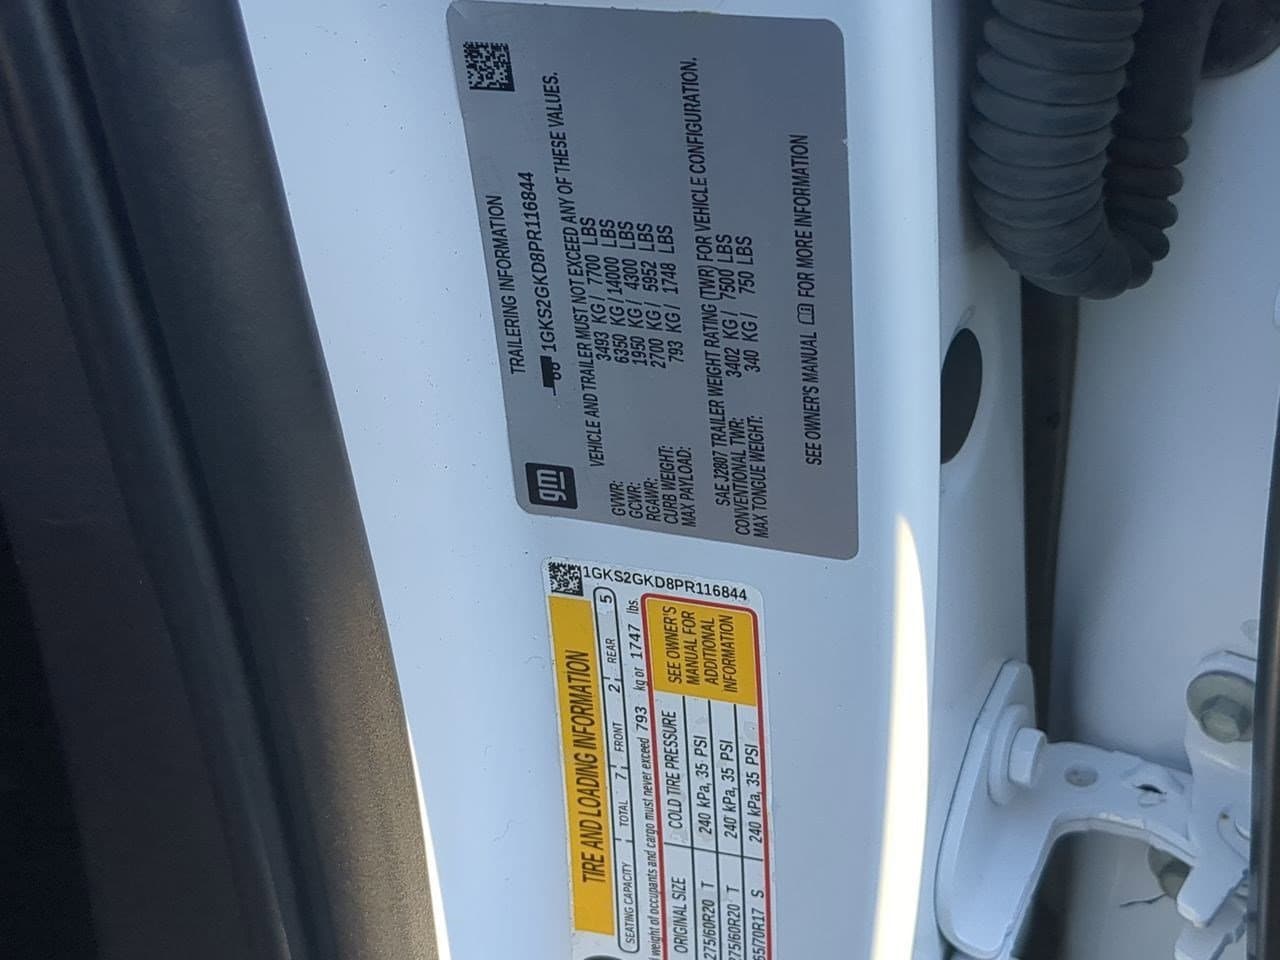 TRAILERING INFORMATION
1GKS2GKD8PR116844
gm
VEHICLE AND TRAILER MUST NOT EXCEED ANY OF THESE VALUES.
GVWR: 3493 KG / 7700 LBS
GCWR: 6350 KG / 14000 LBS
RGAWR: 1950 KG / 4300 LBS
CURB WEIGHT: 2700 KG / 5952 LBS
MAX PAYLOAD: 793 KG / 1748 LBS
SAE J2807 TRAILER WEIGHT RATING (TWR) FOR VEHICLE CONFIGURATION.
CONVENTIONAL TWR: 3402 KG / 7500 LBS
MAX TONGUE WEIGHT: 340 KG / 750 LBS
SEE OWNER'S MANUAL FOR MORE INFORMATION
TIRE AND LOADING INFORMATION
1GKS2GKD8PR116844
SEATING CAPACITY TOTAL 7 FRONT 2 REAR 5
weight of occupants and cargo must never exceed 793 kg or 1747 lbs.
ORIGINAL SIZE COLD TIRE PRESSURE
275/60R20 T 240 kPa, 35 PSI
275/60R20 T 240 kPa, 35 PSI
65/70R17 S 240 kPa, 35 PSI
SEE OWNER'S
MANUAL FOR
ADDITIONAL
INFORMATION